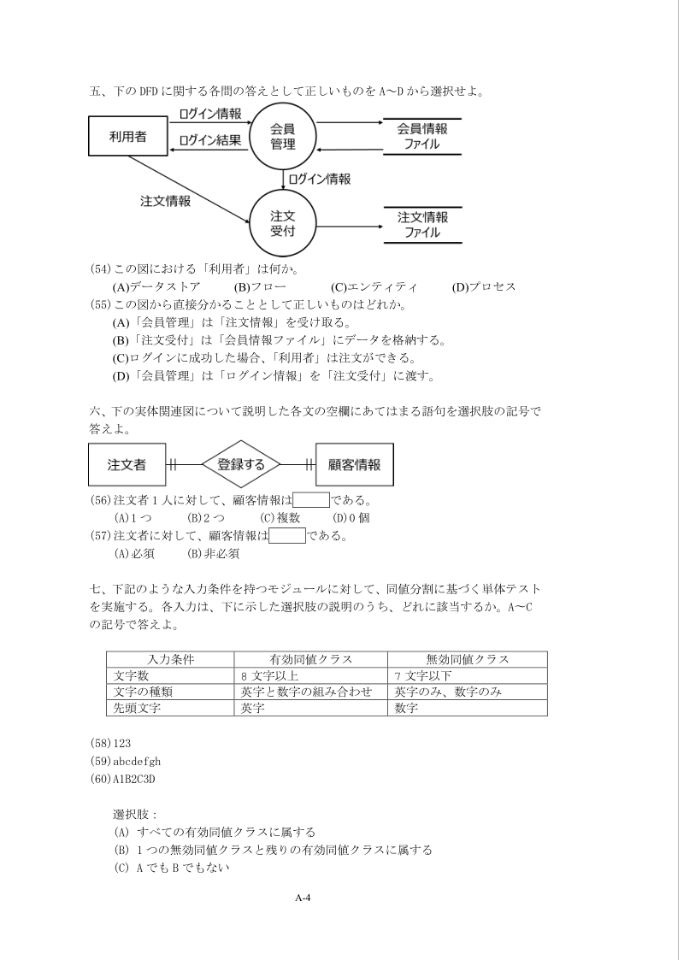 五、下の DFD に関する各問の答えとして正しいものを A～D から選択せよ。
ログイン情報
利用者
ログイン結果
会員
管理
会員情報
ファイル
ログイン情報
注文情報
注文
受付
注文情報
ファイル
(54)この図における「利用者」は何か。
(A)データストア (B)フロー (C)エンティティ (D)プロセス
(55)この図から直接分かることとして正しいものはどれか。
(A)「会員管理」は「注文情報」を受け取る。
(B)「注文受付」は「会員情報ファイル」にデータを格納する。
(C)ログインに成功した場合、「利用者」は注文ができる。
(D)「会員管理」は「ログイン情報」を「注文受付」に渡す。
六、下の実体関連図について説明した各文の空欄にあてはまる語句を選択肢の記号で
答えよ。
注文者 登録する 顧客情報
(56)注文者 1 人に対して、顧客情報は である。
(A)1 つ (B)2 つ (C)複数 (D)0 個
(57)注文者に対して、顧客情報は である。
(A)必須 (B)非必須
七、下記のような入力条件を持つモジュールに対して、同値分割に基づく単体テスト
を実施する。各入力は、下に示した選択肢の説明のうち、どれに該当するか。A～C
の記号で答えよ。
入力条件 有効同値クラス 無効同値クラス
文字数 8 文字以上 7 文字以下
文字の種類 英字と数字の組み合わせ 英字のみ、数字のみ
先頭文字 英字 数字
(58)123
(59)abcdefgh
(60)A1B2C3D
選択肢：
(A) すべての有効同値クラスに属する
(B) 1 つの無効同値クラスと残りの有効同値クラスに属する
(C) A でも B でもない
A-4